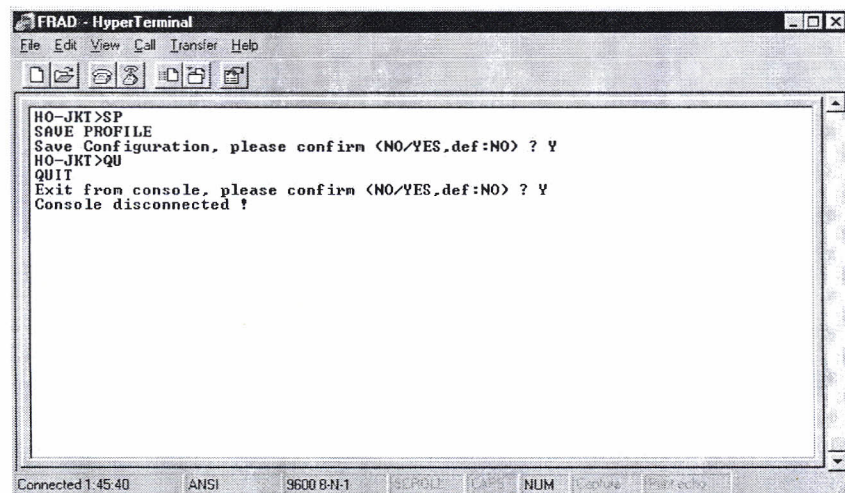 FRAD - HyperTerminal
File Edit View Call Transfer Help
HO-JKT>SP
SAVE PROFILE
Save Configuration, please confirm (NO/YES,def:NO) ? Y
HO-JKT>QU
QUIT
Exit from console, please confirm (NO/YES,def:NO) ? Y
Console disconnected !
Connected 1:45:40 ANSI 9600 8-N-1 SCROLL CAPS NUM Capture Print echo